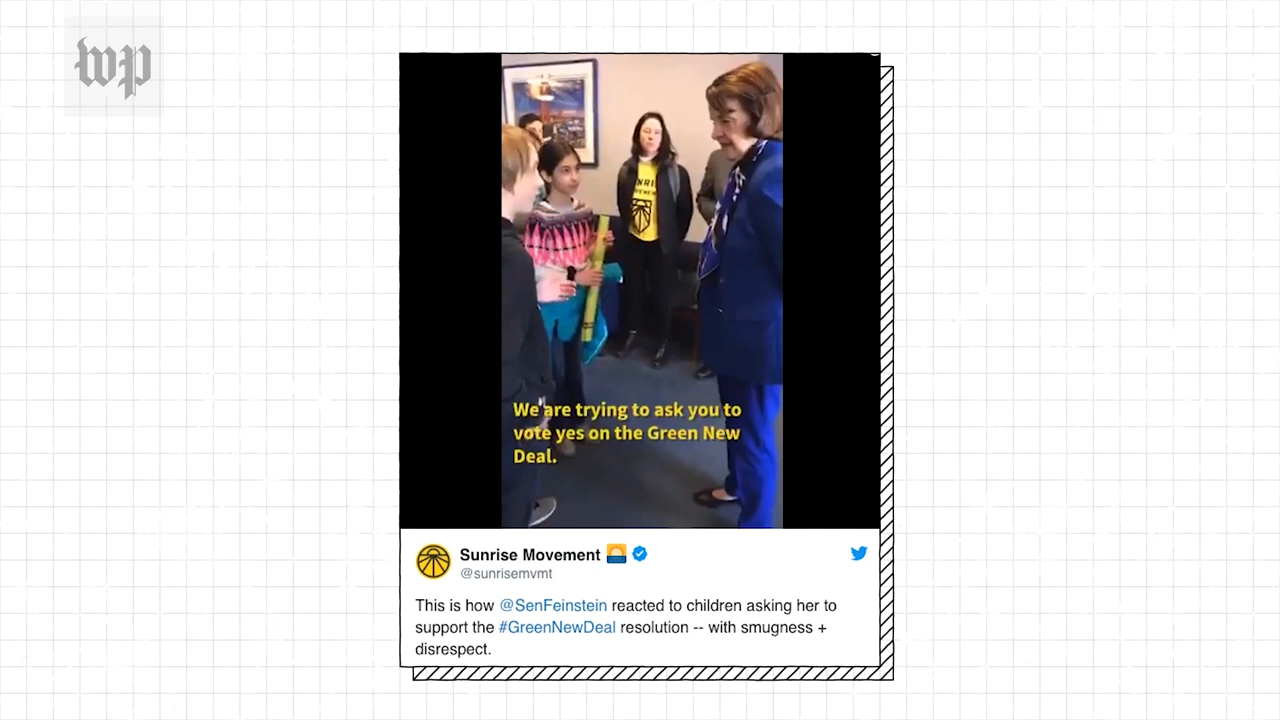 wp
We are trying to ask you to
vote yes on the Green New
Deal.
Sunrise Movement
@sunrisemvmt
This is how @SenFeinstein reacted to children asking her to
support the #GreenNewDeal resolution -- with smugness +
disrespect.